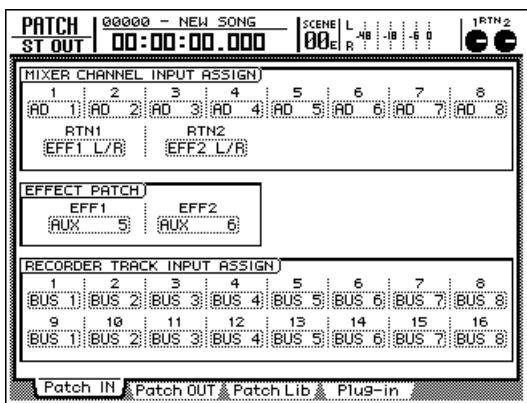 PATCH 00000 - NEW SONG SCENE L -48 -18 -6 0 1 RTN 2
ST OUT 00:00:00.000 00E R
MIXER CHANNEL INPUT ASSIGN
1 2 3 4 5 6 7 8
AD 1 AD 2 AD 3 AD 4 AD 5 AD 6 AD 7 AD 8
RTN1 RTN2
EFF1 L/R EFF2 L/R
EFFECT PATCH
EFF1 EFF2
AUX 5 AUX 6
RECORDER TRACK INPUT ASSIGN
1 2 3 4 5 6 7 8
BUS 1 BUS 2 BUS 3 BUS 4 BUS 5 BUS 6 BUS 7 BUS 8
9 10 11 12 13 14 15 16
BUS 1 BUS 2 BUS 3 BUS 4 BUS 5 BUS 6 BUS 7 BUS 8
Patch IN Patch OUT Patch Lib Plug-in